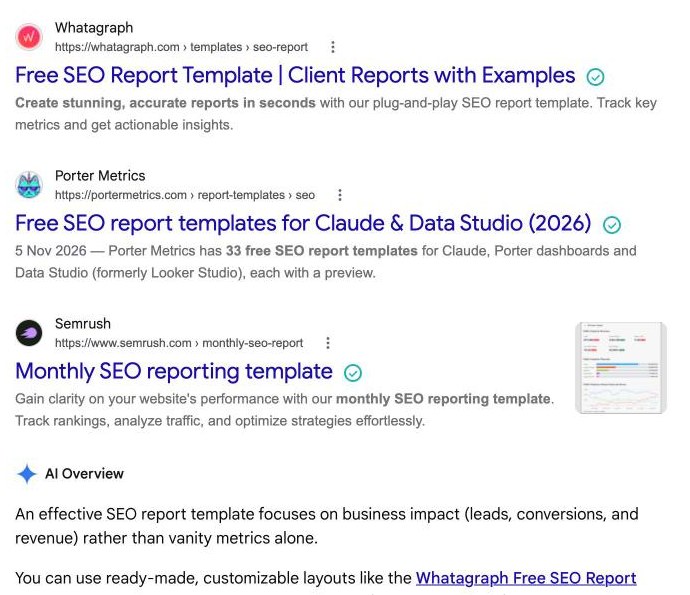 Whatagraph
https://whatagraph.com › templates › seo-report
Free SEO Report Template | Client Reports with Examples
Create stunning, accurate reports in seconds with our plug-and-play SEO report template. Track key
metrics and get actionable insights.
Porter Metrics
https://portermetrics.com › report-templates › seo
Free SEO report templates for Claude & Data Studio (2026)
5 Nov 2026 — Porter Metrics has 33 free SEO report templates for Claude, Porter dashboards and
Data Studio (formerly Looker Studio), each with a preview.
Semrush
https://www.semrush.com › monthly-seo-report
Monthly SEO reporting template
Gain clarity on your website's performance with our monthly SEO reporting template.
Track rankings, analyze traffic, and optimize strategies effortlessly.
AI Overview
An effective SEO report template focuses on business impact (leads, conversions, and
revenue) rather than vanity metrics alone.
You can use ready-made, customizable layouts like the Whatagraph Free SEO Report